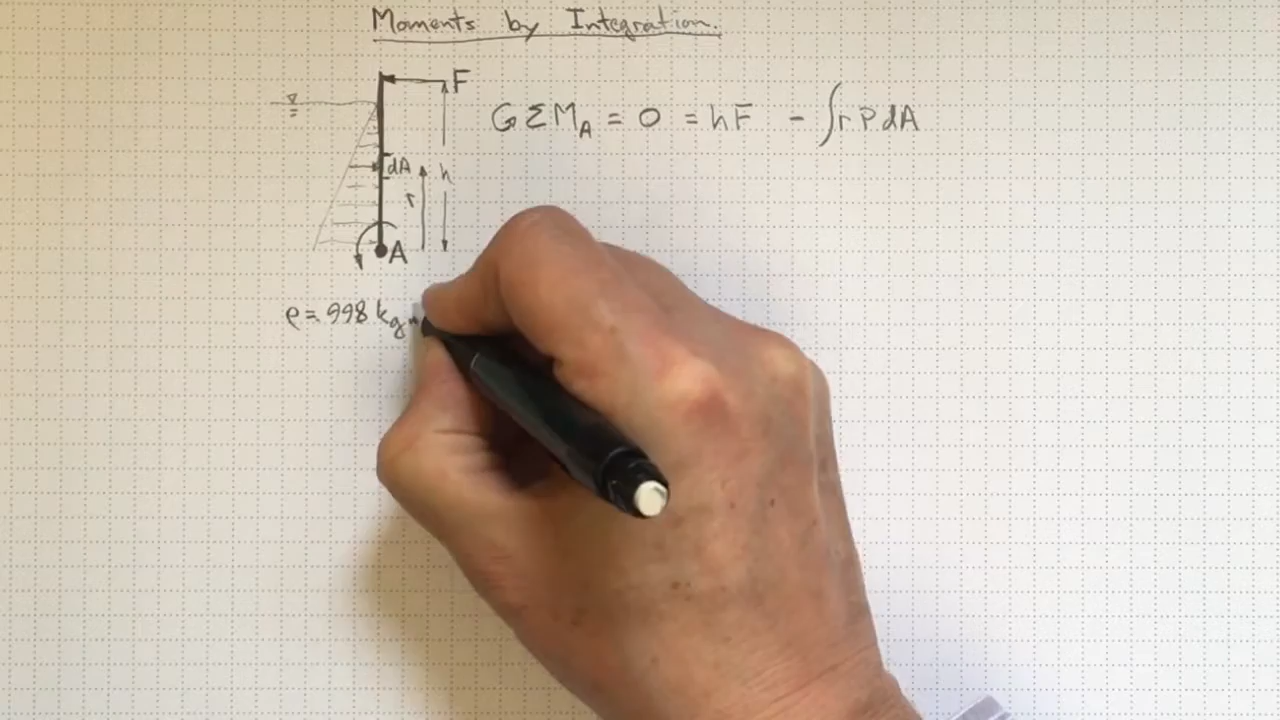 Moments by Integration.
F
ΣM_A = 0 = hF - ∫r P dA
dA
h
r
A
ρ = 998 kg